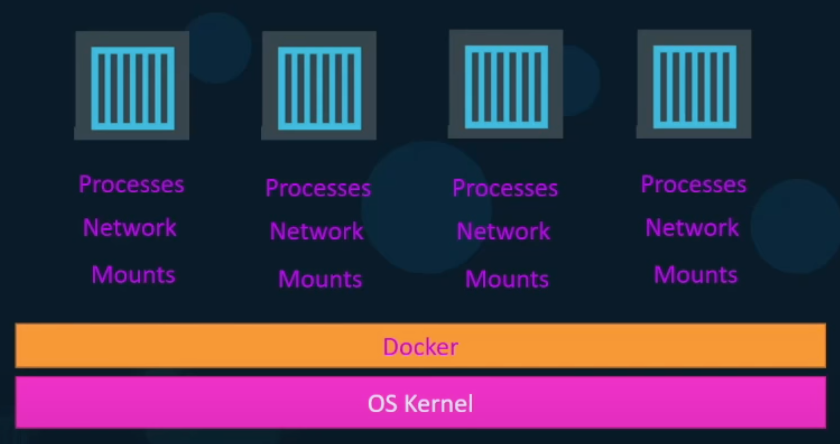 Processes Processes Processes Processes
Network Network Network Network
Mounts Mounts Mounts Mounts
Docker
OS Kernel